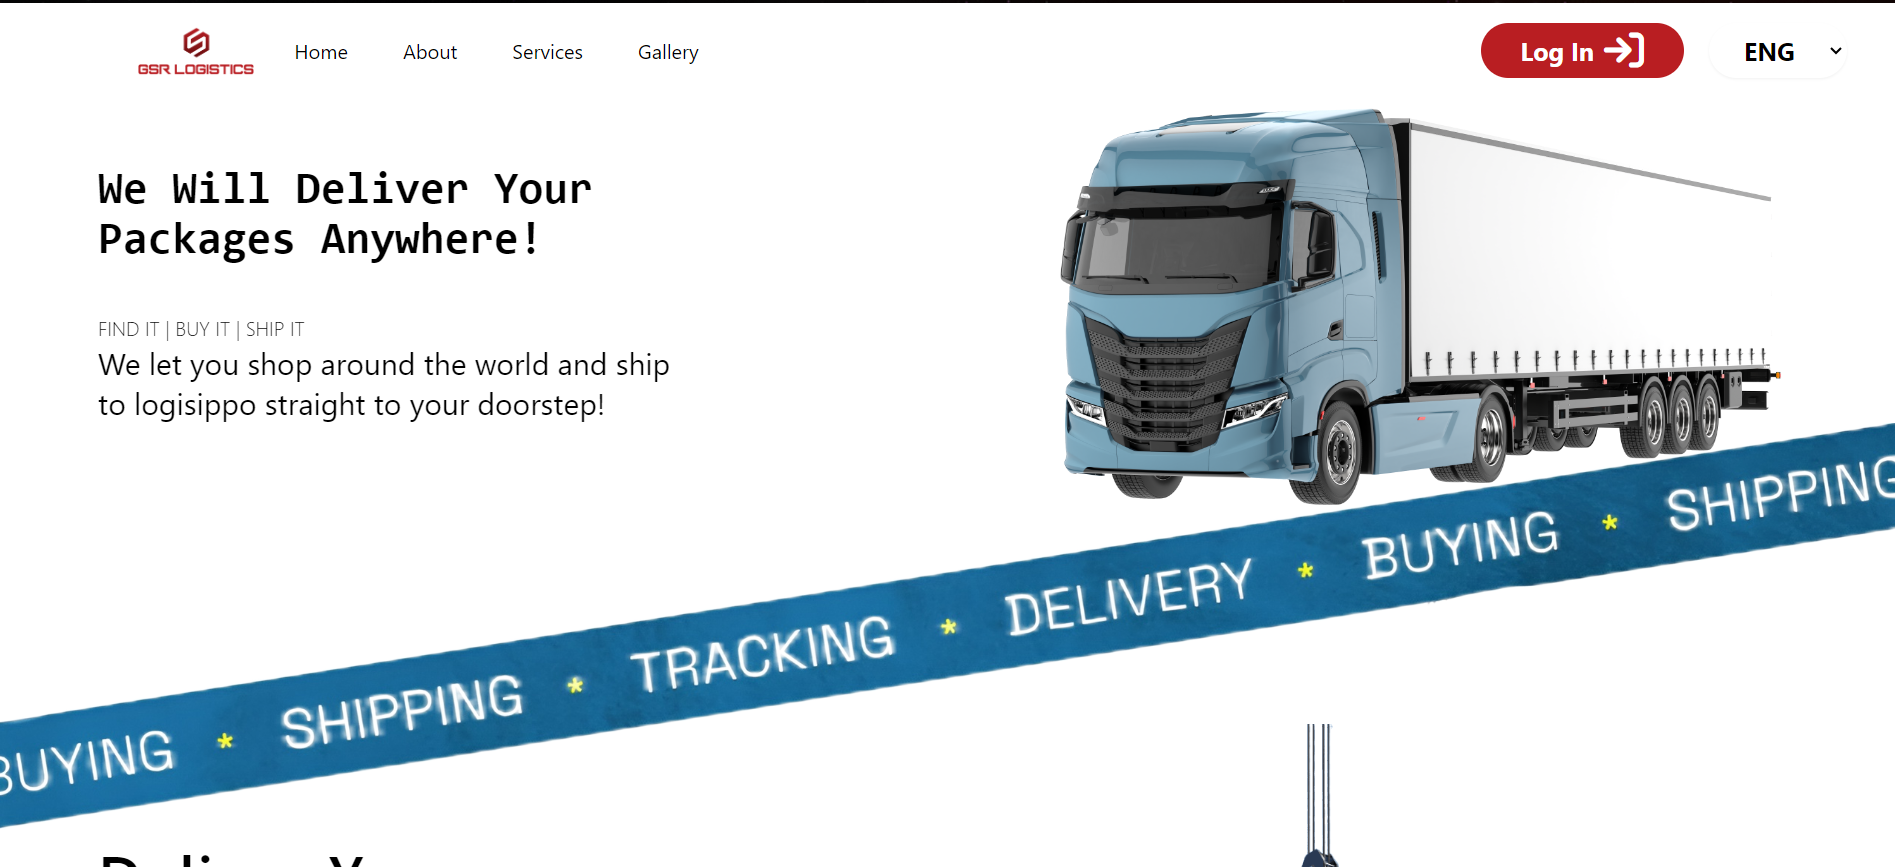 GSR LOGISTICS
Home
About
Services
Gallery
Log In
ENG
We Will Deliver Your
Packages Anywhere!
FIND IT | BUY IT | SHIP IT
We let you shop around the world and ship
to logisippo straight to your doorstep!
BUYING * SHIPPING * TRACKING * DELIVERY * BUYING * SHIPPING